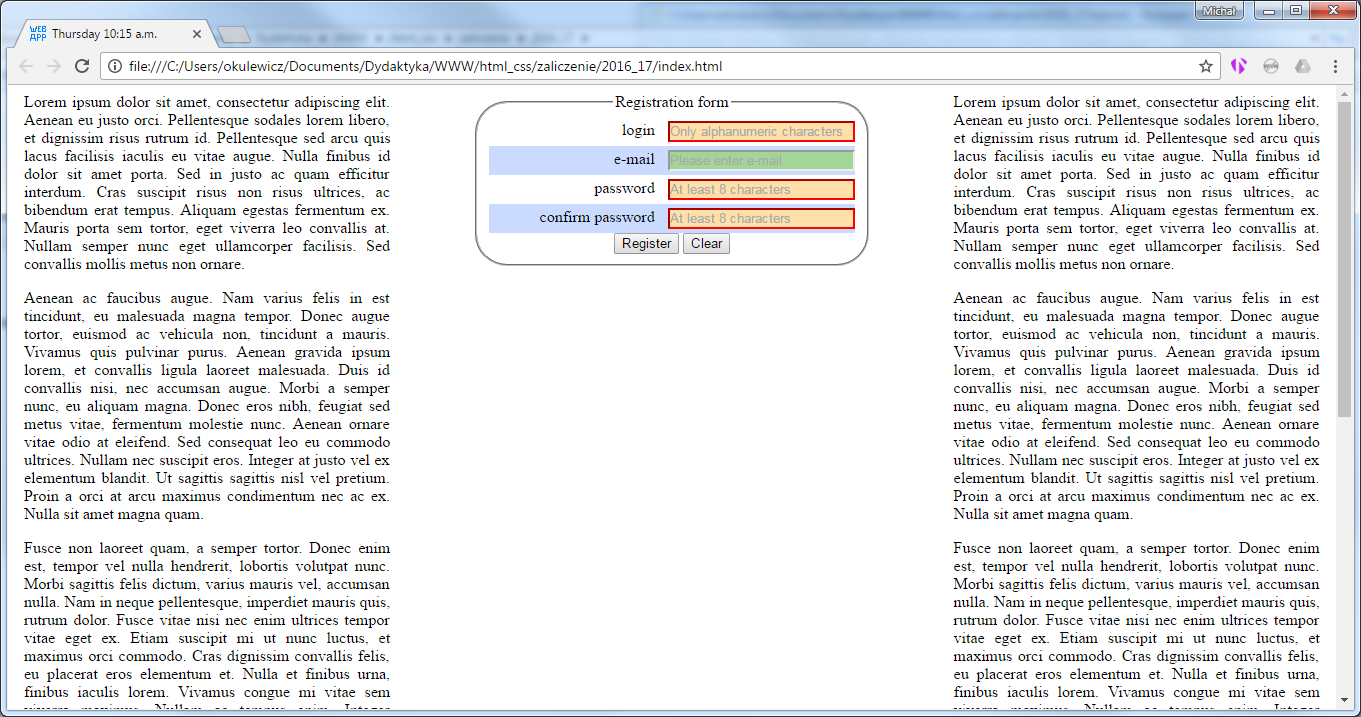 Michał
WEB APP Thursday 10:15 a.m.
file:///C:/Users/okulewicz/Documents/Dydaktyka/WWW/html_css/zaliczenie/2016_17/index.html
Lorem ipsum dolor sit amet, consectetur adipiscing elit.
Aenean eu justo orci. Pellentesque sodales lorem libero,
et dignissim risus rutrum id. Pellentesque sed arcu quis
lacus facilisis iaculis eu vitae augue. Nulla finibus id
dolor sit amet porta. Sed in justo ac quam efficitur
interdum. Cras suscipit risus non risus ultrices, ac
bibendum erat tempus. Aliquam egestas fermentum ex.
Mauris porta sem tortor, eget viverra leo convallis at.
Nullam semper nunc eget ullamcorper facilisis. Sed
convallis mollis metus non ornare.
Aenean ac faucibus augue. Nam varius felis in est
tincidunt, eu malesuada magna tempor. Donec augue
tortor, euismod ac vehicula non, tincidunt a mauris.
Vivamus quis pulvinar purus. Aenean gravida ipsum
lorem, et convallis ligula laoreet malesuada. Duis id
convallis nisi, nec accumsan augue. Morbi a semper
nunc, eu aliquam magna. Donec eros nibh, feugiat sed
metus vitae, fermentum molestie nunc. Aenean ornare
vitae odio at eleifend. Sed consequat leo eu commodo
ultrices. Nullam nec suscipit eros. Integer at justo vel ex
elementum blandit. Ut sagittis sagittis nisl vel pretium.
Proin a orci at arcu maximus condimentum nec ac ex.
Nulla sit amet magna quam.
Fusce non laoreet quam, a semper tortor. Donec enim
est, tempor vel nulla hendrerit, lobortis volutpat nunc.
Morbi sagittis felis dictum, varius mauris vel, accumsan
nulla. Nam in neque pellentesque, imperdiet mauris quis,
rutrum dolor. Fusce vitae nisi nec enim ultrices tempor
vitae eget ex. Etiam suscipit mi ut nunc luctus, et
maximus orci commodo. Cras dignissim convallis felis,
eu placerat eros elementum et. Nullam et finibus urna,
finibus iaculis lorem. Vivamus congue mi vitae sem
Registration form
login Only alphanumeric characters
e-mail Please enter e-mail
password At least 8 characters
confirm password At least 8 characters
Register Clear
Lorem ipsum dolor sit amet, consectetur adipiscing elit.
Aenean eu justo orci. Pellentesque sodales lorem libero,
et dignissim risus rutrum id. Pellentesque sed arcu quis
lacus facilisis iaculis eu vitae augue. Nulla finibus id
dolor sit amet porta. Sed in justo ac quam efficitur
interdum. Cras suscipit risus non risus ultrices, ac
bibendum erat tempus. Aliquam egestas fermentum ex.
Mauris porta sem tortor, eget viverra leo convallis at.
Nullam semper nunc eget ullamcorper facilisis. Sed
convallis mollis metus non ornare.
Aenean ac faucibus augue. Nam varius felis in est
tincidunt, eu malesuada magna tempor. Donec augue
tortor, euismod ac vehicula non, tincidunt a mauris.
Vivamus quis pulvinar purus. Aenean gravida ipsum
lorem, et convallis ligula laoreet malesuada. Duis id
convallis nisi, nec accumsan augue. Morbi a semper
nunc, eu aliquam magna. Donec eros nibh, feugiat sed
metus vitae, fermentum molestie nunc. Aenean ornare
vitae odio at eleifend. Sed consequat leo eu commodo
ultrices. Nullam nec suscipit eros. Integer at justo vel ex
elementum blandit. Ut sagittis sagittis nisl vel pretium.
Proin a orci at arcu maximus condimentum nec ac ex.
Nulla sit amet magna quam.
Fusce non laoreet quam, a semper tortor. Donec enim
est, tempor vel nulla hendrerit, lobortis volutpat nunc.
Morbi sagittis felis dictum, varius mauris vel, accumsan
nulla. Nam in neque pellentesque, imperdiet mauris quis,
rutrum dolor. Fusce vitae nisi nec enim ultrices tempor
vitae eget ex. Etiam suscipit mi ut nunc luctus, et
maximus orci commodo. Cras dignissim convallis felis,
eu placerat eros elementum et. Nullam et finibus urna,
finibus iaculis lorem. Vivamus congue mi vitae sem